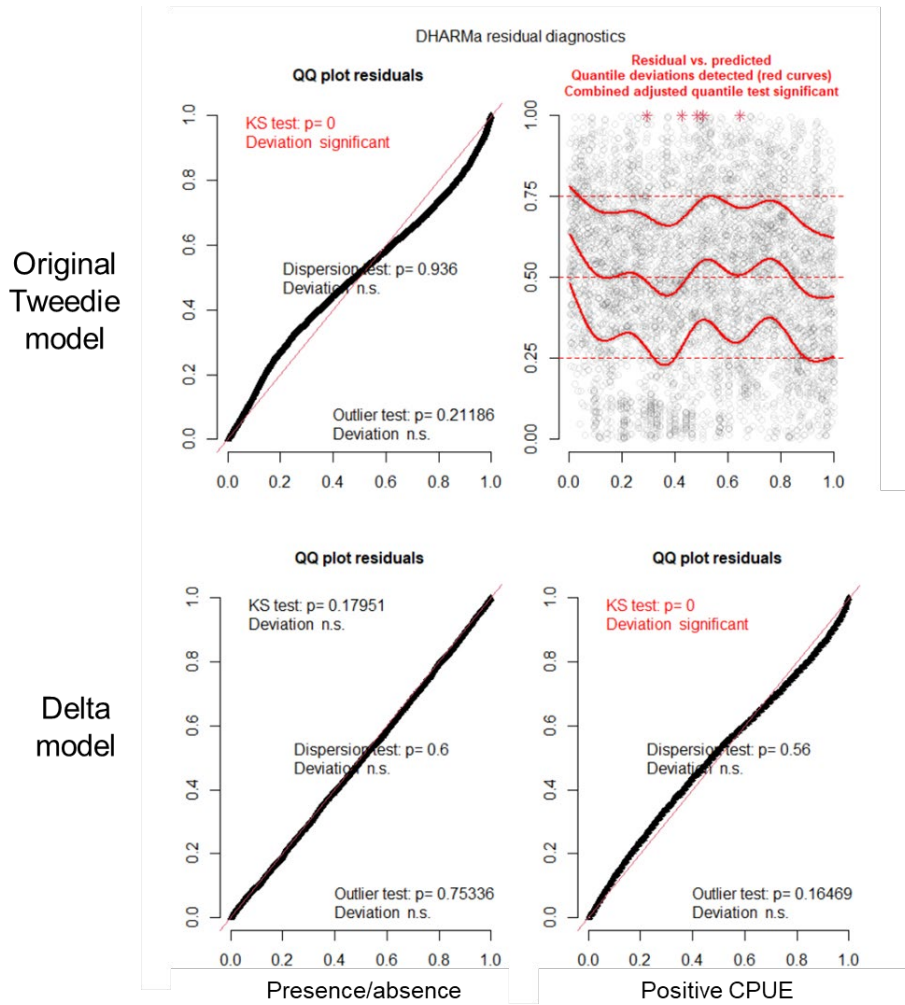 DHARMa residual diagnostics
Original
Tweedie
model
QQ plot residuals
KS test: p= 0
Deviation significant
Dispersion test: p= 0.936
Deviation n.s.
Outlier test: p= 0.21186
Deviation n.s.
0.0 0.2 0.4 0.6 0.8 1.0
0.0 0.2 0.4 0.6 0.8 1.0
Residual vs. predicted
Quantile deviations detected (red curves)
Combined adjusted quantile test significant
0.00 0.25 0.50 0.75 1.00
0.0 0.2 0.4 0.6 0.8 1.0
Delta
model
QQ plot residuals
KS test: p= 0.17951
Deviation n.s.
Dispersion test: p= 0.6
Deviation n.s.
Outlier test: p= 0.75336
Deviation n.s.
0.0 0.2 0.4 0.6 0.8 1.0
0.0 0.2 0.4 0.6 0.8 1.0
Presence/absence
QQ plot residuals
KS test: p= 0
Deviation significant
Dispersion test: p= 0.56
Deviation n.s.
Outlier test: p= 0.16469
Deviation n.s.
0.0 0.2 0.4 0.6 0.8 1.0
0.0 0.2 0.4 0.6 0.8 1.0
Positive CPUE